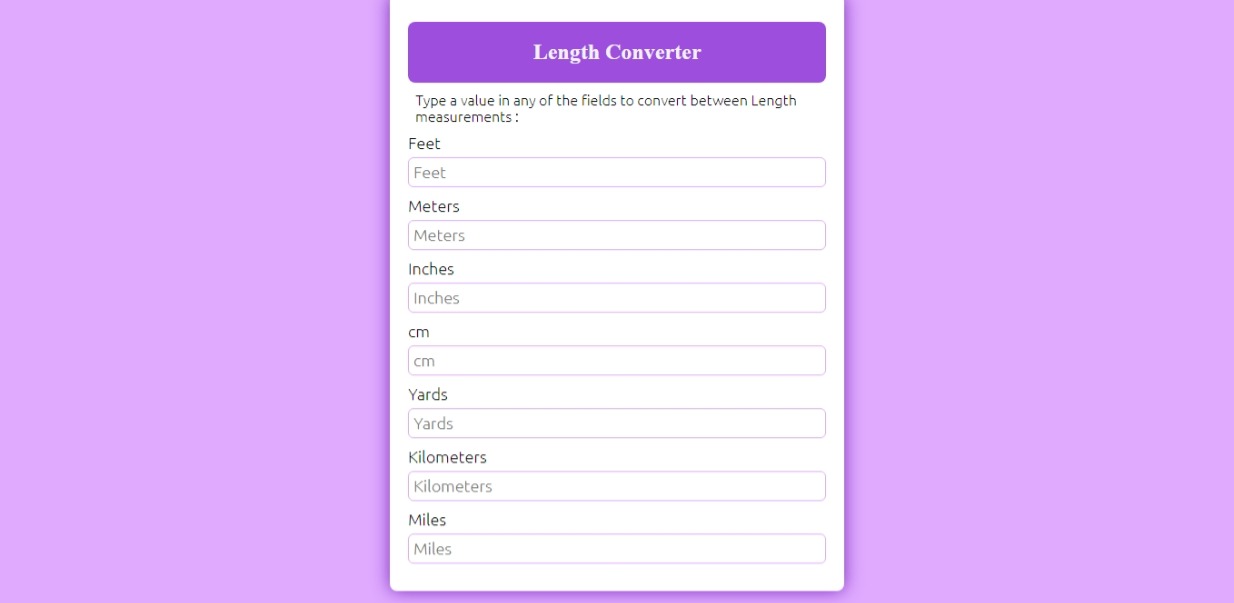 Length Converter
Type a value in any of the fields to convert between Length
measurements :
Feet
Feet
Meters
Meters
Inches
Inches
cm
cm
Yards
Yards
Kilometers
Kilometers
Miles
Miles